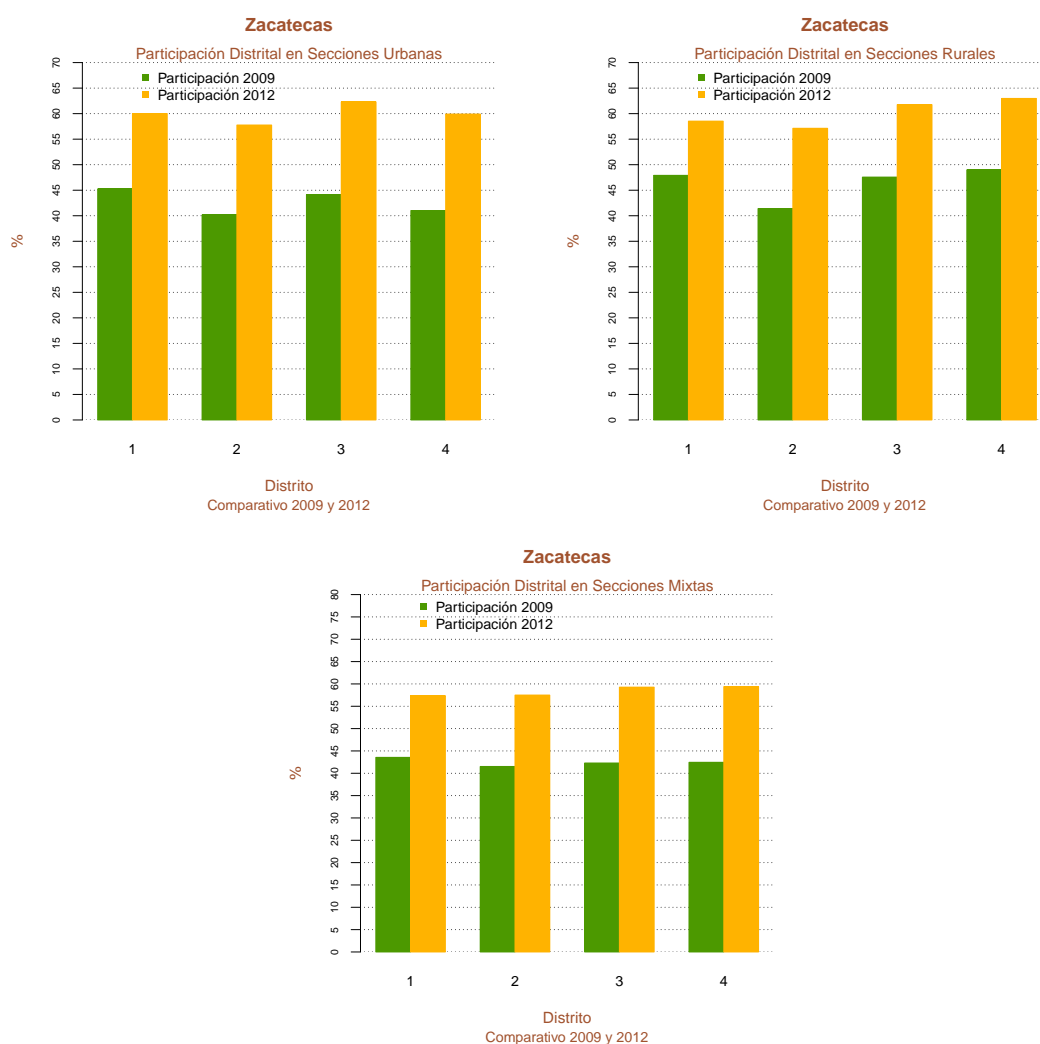 Zacatecas
Participación Distrital en Secciones Urbanas
Participación 2009
Participación 2012
%
70
65
60
55
50
45
40
35
30
25
20
15
10
5
0
1 2 3 4
Distrito
Comparativo 2009 y 2012
Zacatecas
Participación Distrital en Secciones Rurales
Participación 2009
Participación 2012
%
70
65
60
55
50
45
40
35
30
25
20
15
10
5
0
1 2 3 4
Distrito
Comparativo 2009 y 2012
Zacatecas
Participación Distrital en Secciones Mixtas
Participación 2009
Participación 2012
%
80
75
70
65
60
55
50
45
40
35
30
25
20
15
10
5
0
1 2 3 4
Distrito
Comparativo 2009 y 2012